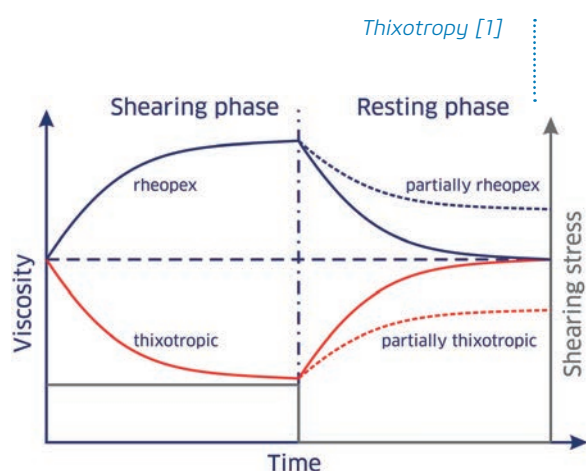 Thixotropy [1]
Shearing phase
Resting phase
rheopex
partially rheopex
Viscosity
thixotropic
partially thixotropic
Shearing stress
Time